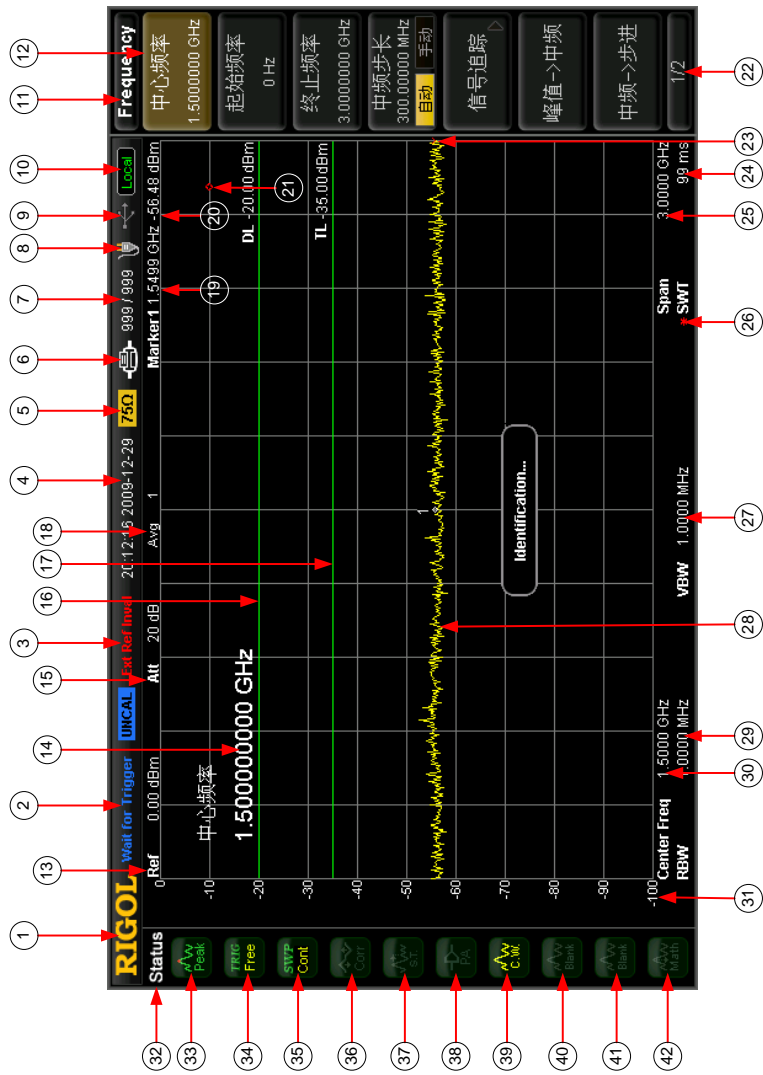 1
2
3
4
5
6
7
8
9
10
11
12
RIGOL Wait for Trigger UNCAL Ext Ref Inval 20:12:16 2009-12-29 75Ω 999 / 999 Local
Frequency
13
14
15
16
17
18
19
20
21
Status
Ref 0.00 dBm Att 20 dB Avg 1 Marker1 1.5499 GHz -56.48 dBm
中心频率
1.500000000 GHz
DL -20.00 dBm
TL -35.00 dBm
0
-10
-20
-30
-40
-50
-60
-70
-80
-90
-100
1
Identification...
Center Freq 1.5000 GHz Span 3.0000 GHz
RBW 1.0000 MHz VBW 1.0000 MHz *SWT 99 ms
中心频率
1.5000000 GHz
起始频率
0 Hz
终止频率
3.0000000 GHz
中频步长
300.000000 MHz
自动 手动
信号追踪
峰值->中频
中频->步进
1/2
Peak
TRIG
Free
SWP
Cont
Corr
S.T.
PA
C.W.
Blank
Blank
Math
22
23
24
25
26
27
28
29
30
31
32
33
34
35
36
37
38
39
40
41
42